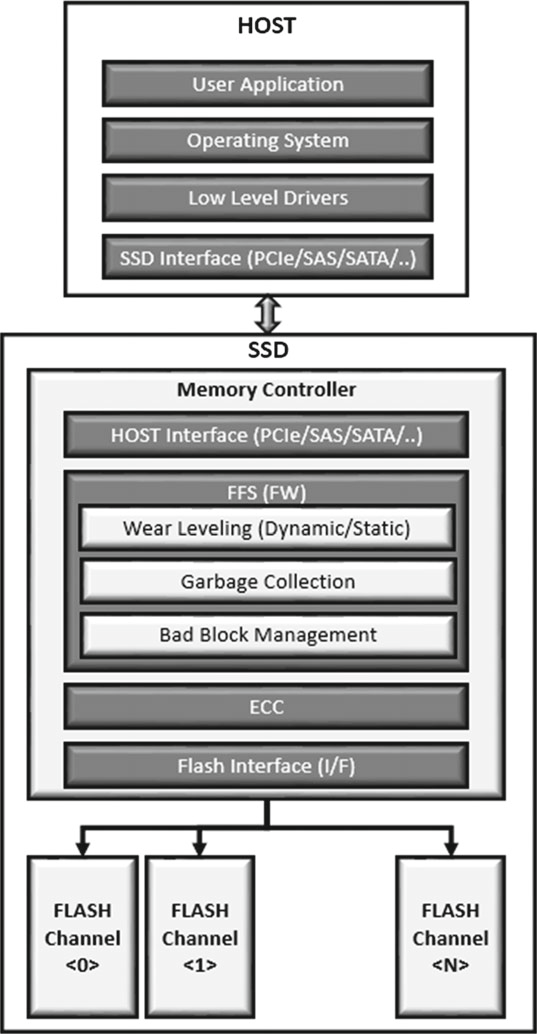 HOST
User Application
Operating System
Low Level Drivers
SSD Interface (PCIe/SAS/SATA/..)
SSD
Memory Controller
HOST Interface (PCIe/SAS/SATA/..)
FFS (FW)
Wear Leveling (Dynamic/Static)
Garbage Collection
Bad Block Management
ECC
Flash Interface (I/F)
FLASH
Channel
<0>
FLASH
Channel
<1>
FLASH
Channel
<N>